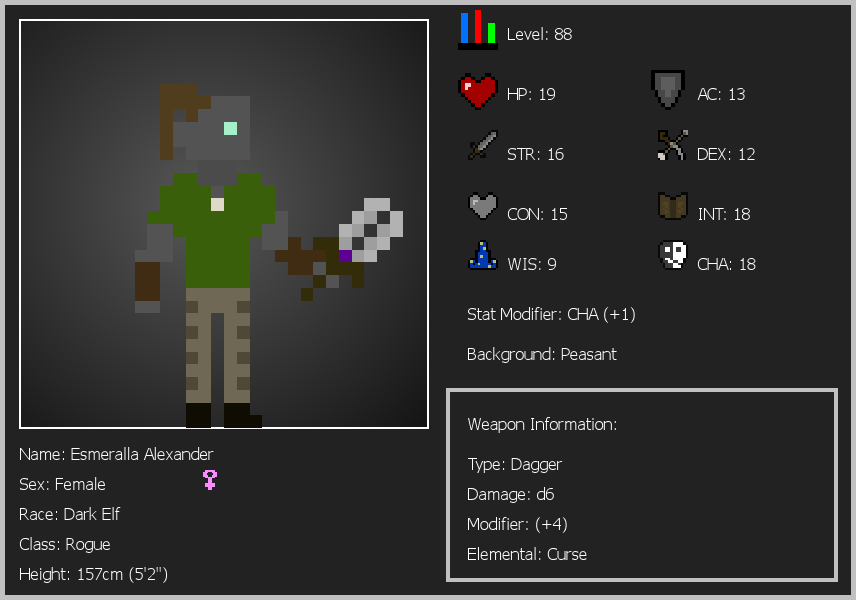 Level: 88
HP: 19
AC: 13
STR: 16
DEX: 12
CON: 15
INT: 18
WIS: 9
CHA: 18
Stat Modifier: CHA (+1)
Background: Peasant
Weapon Information:
Type: Dagger
Damage: d6
Modifier: (+4)
Elemental: Curse
Name: Esmeralla Alexander
Sex: Female
Race: Dark Elf
Class: Rogue
Height: 157cm (5'2")